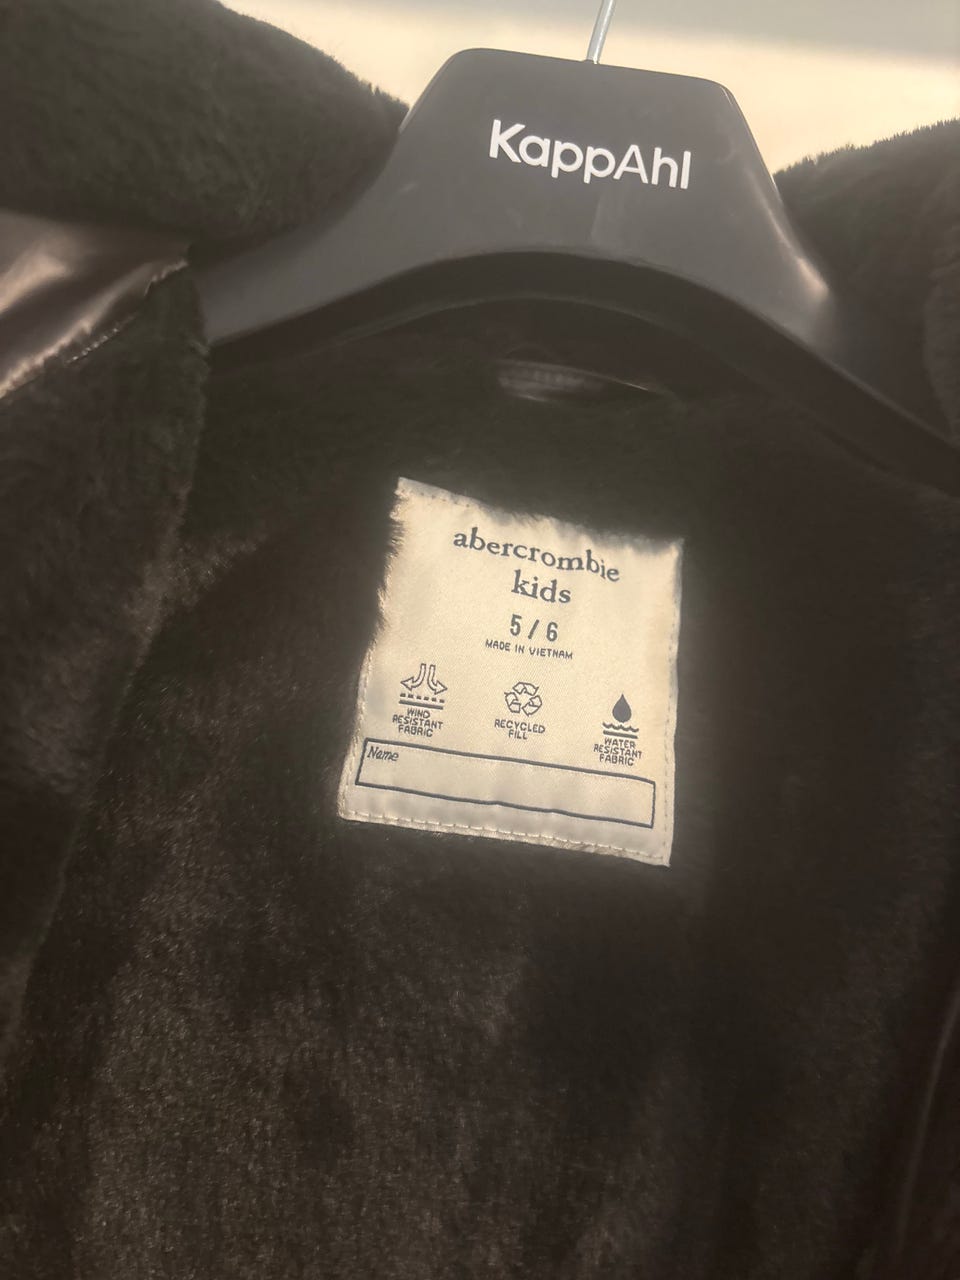 KappAhl
abercrombie
kids
5/6
MADE IN VIETNAM
WIND
RESISTANT
FABRIC
RECYCLED
FILL
WATER
RESISTANT
FABRIC
Name